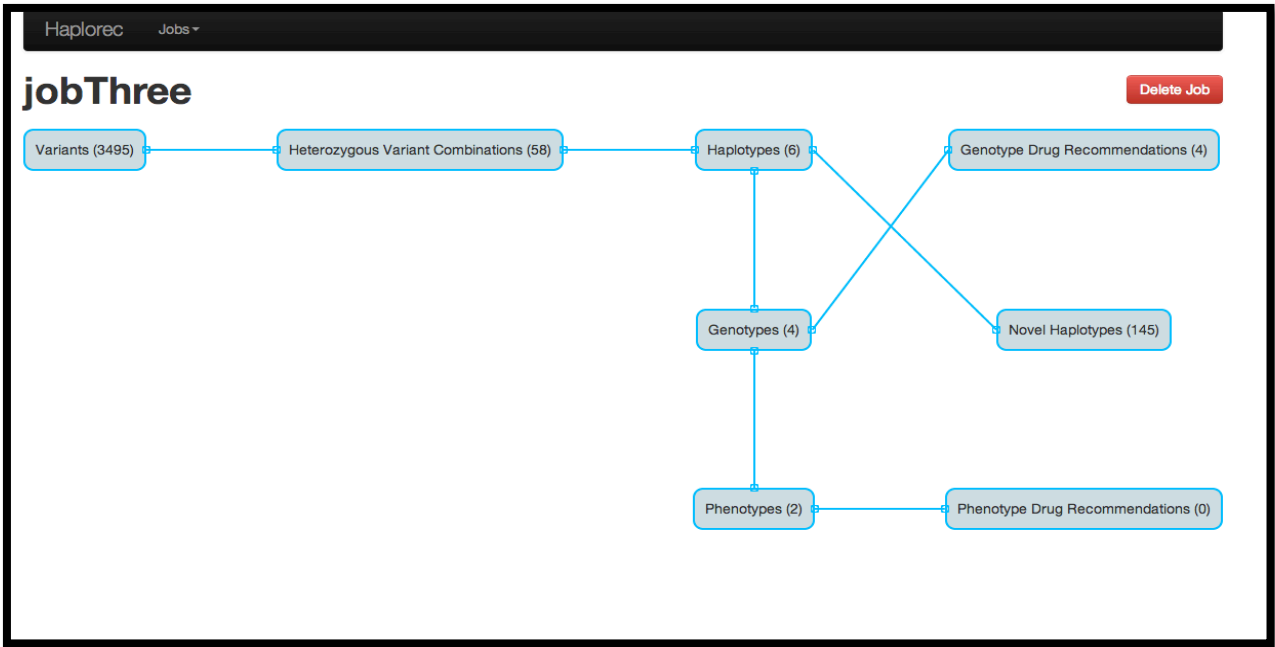 Haplorec Jobs
jobThree
Delete Job
Variants (3495)
Heterozygous Variant Combinations (58)
Haplotypes (6)
Genotype Drug Recommendations (4)
Genotypes (4)
Novel Haplotypes (145)
Phenotypes (2)
Phenotype Drug Recommendations (0)